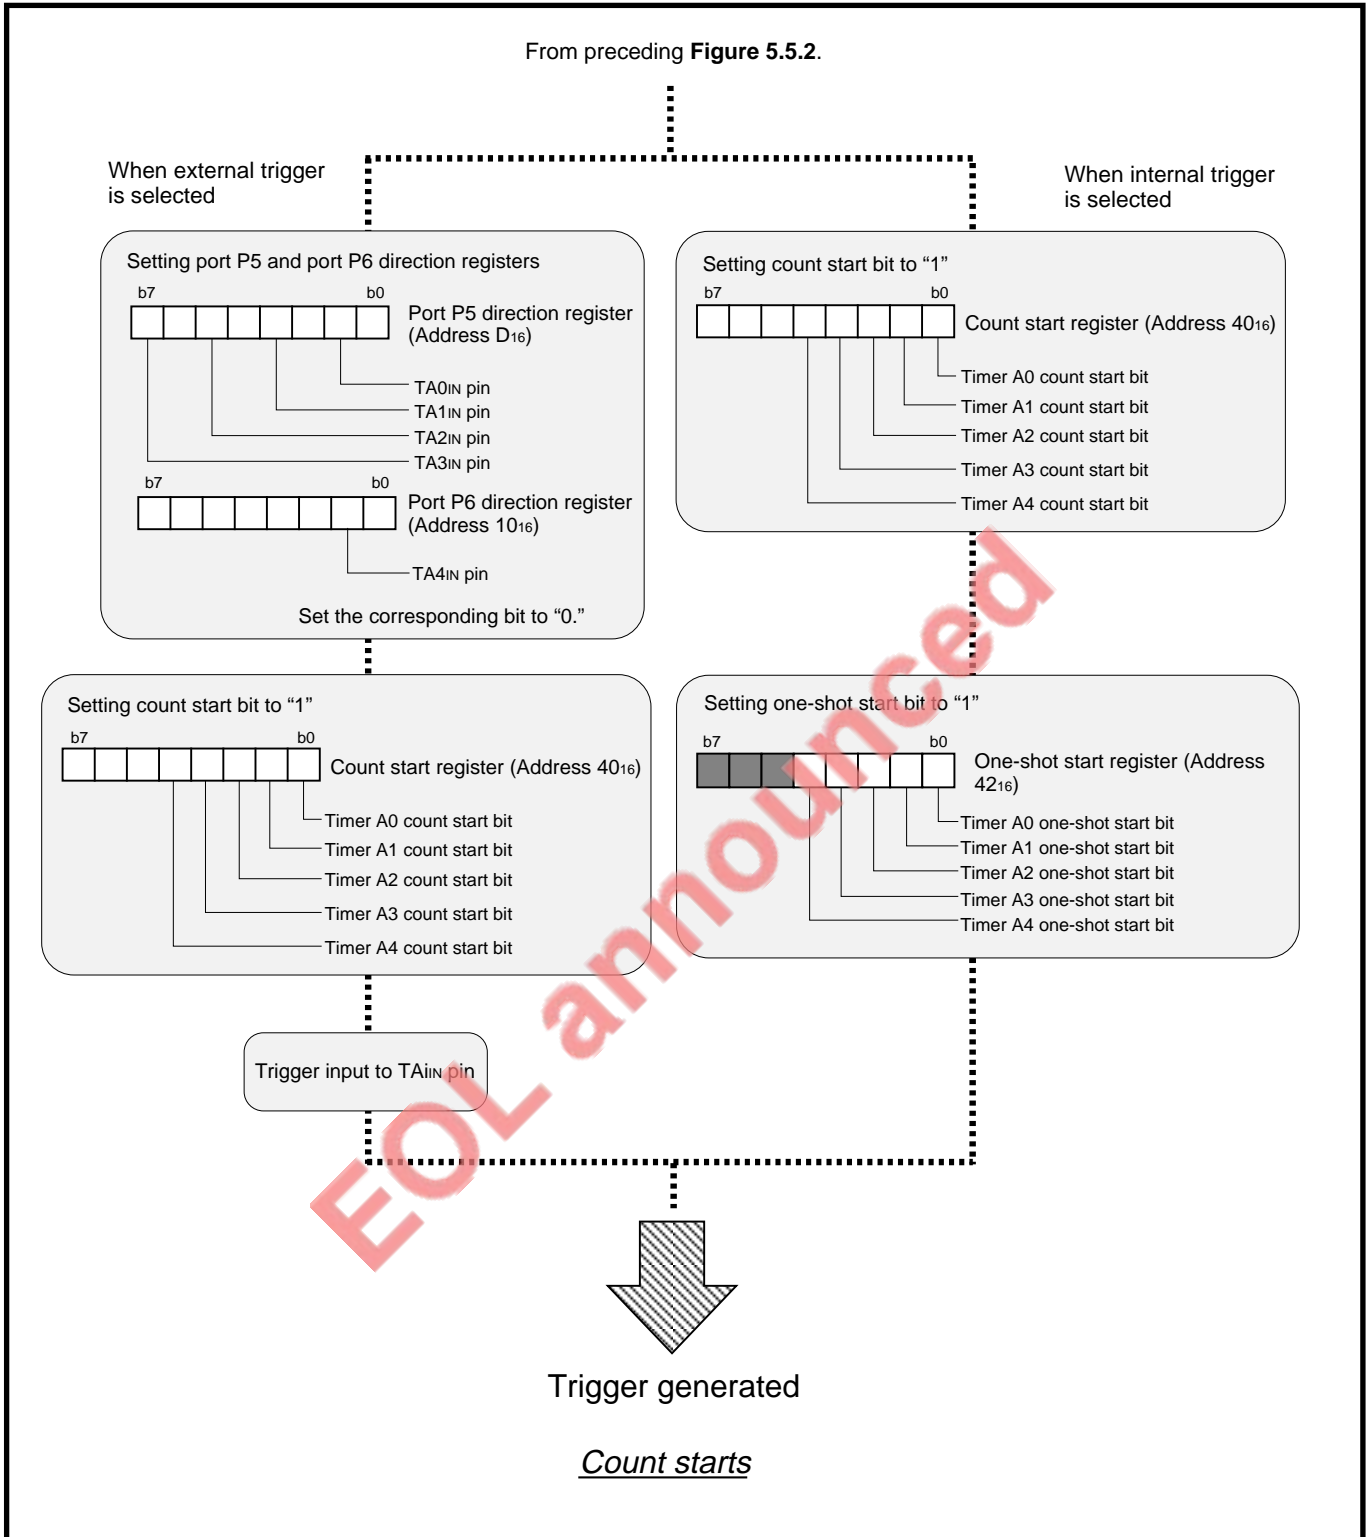 From preceding Figure 5.5.2.
When external trigger
is selected
When internal trigger
is selected
Setting port P5 and port P6 direction registers
b7 b0
Port P5 direction register
(Address D16)
TA0IN pin
TA1IN pin
TA2IN pin
TA3IN pin
b7 b0
Port P6 direction register
(Address 1016)
TA4IN pin
Set the corresponding bit to “0.”
Setting count start bit to “1”
b7 b0
Count start register (Address 4016)
Timer A0 count start bit
Timer A1 count start bit
Timer A2 count start bit
Timer A3 count start bit
Timer A4 count start bit
Trigger input to TAiIN pin
Setting count start bit to “1”
b7 b0
Count start register (Address 4016)
Timer A0 count start bit
Timer A1 count start bit
Timer A2 count start bit
Timer A3 count start bit
Timer A4 count start bit
Setting one-shot start bit to “1”
b7 b0
One-shot start register (Address
4216)
Timer A0 one-shot start bit
Timer A1 one-shot start bit
Timer A2 one-shot start bit
Timer A3 one-shot start bit
Timer A4 one-shot start bit
EOL announced
Trigger generated
Count starts